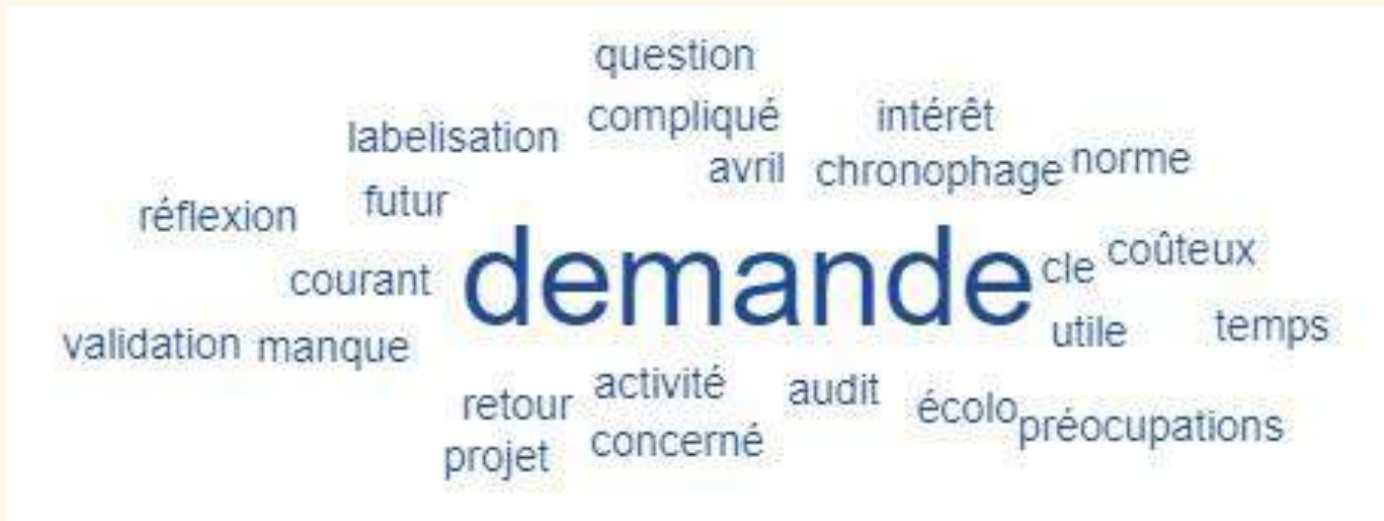 question
compliqué intérêt
labelisation
avril chronophage norme
réflexion futur
courant demande cle coûteux
validation manque utile temps
retour activité audit écolo préocupations
projet concerné